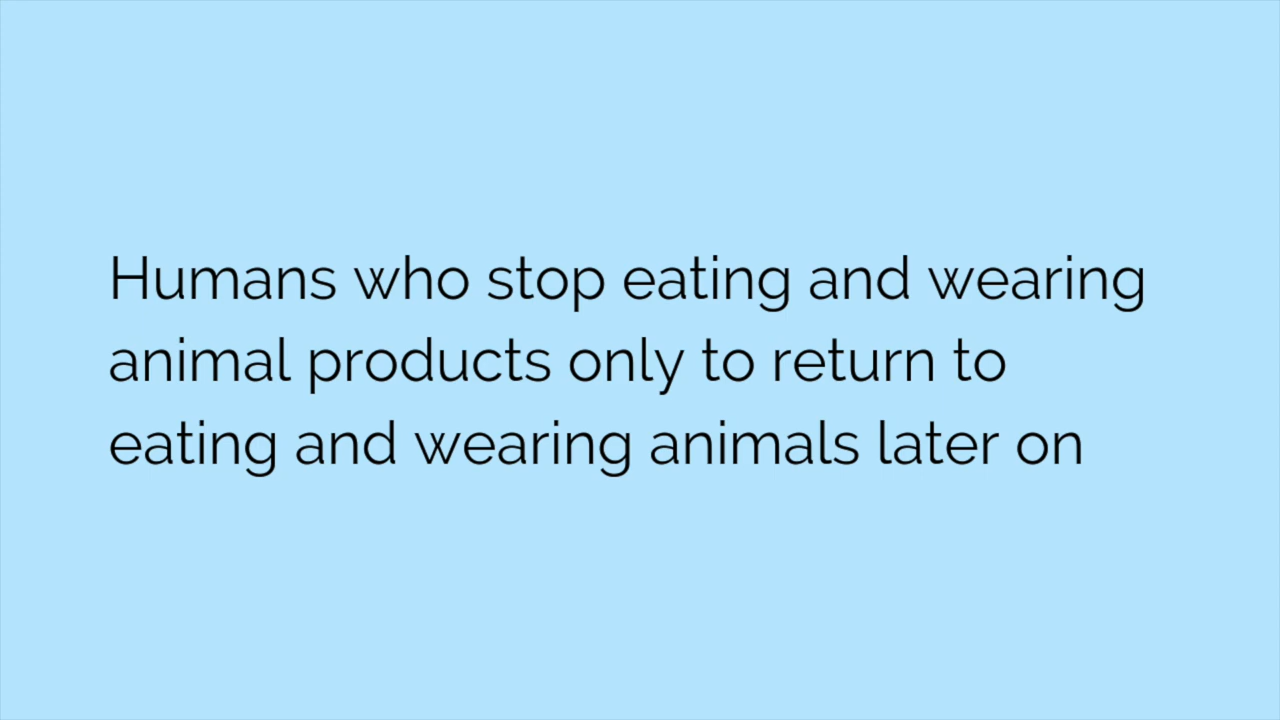 Humans who stop eating and wearing
animal products only to return to
eating and wearing animals later on